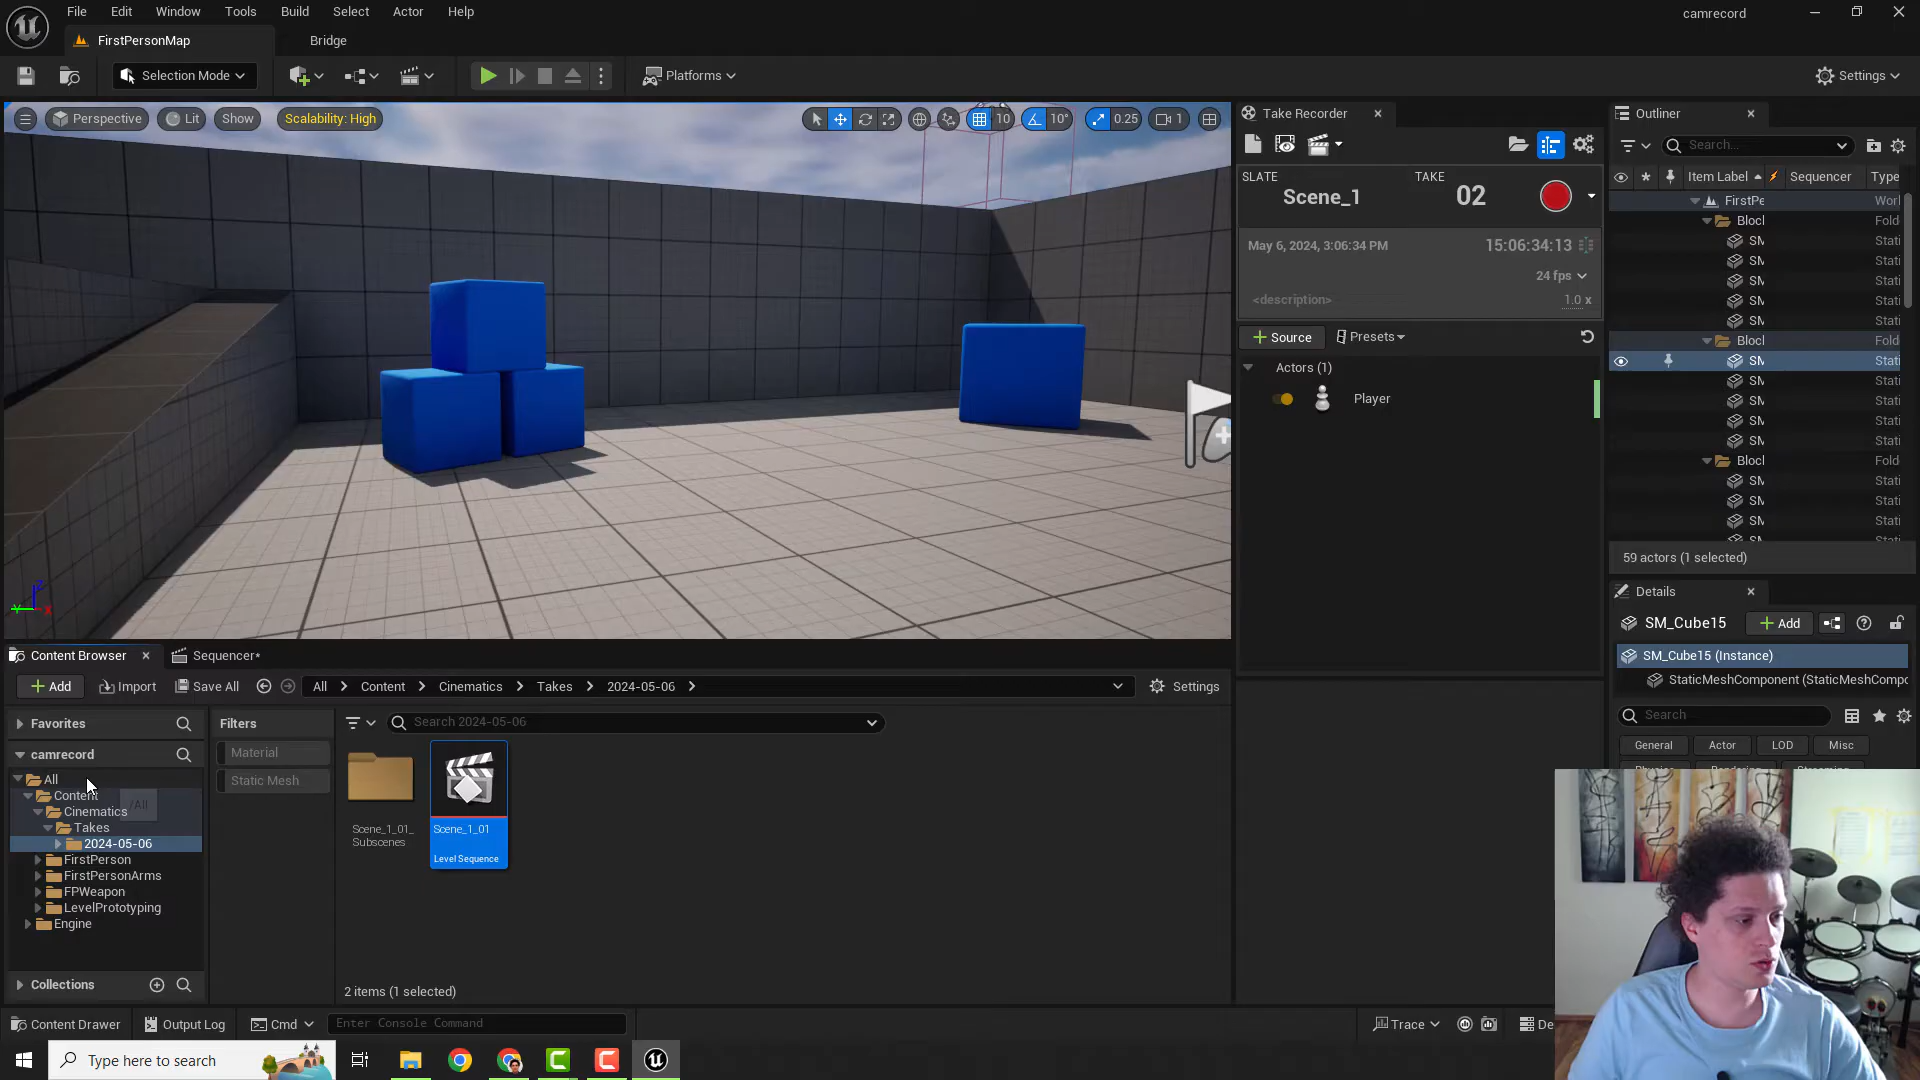 File Edit Window Tools Build Select Actor Help
camrecord
FirstPersonMap
Bridge
Selection Mode
Platforms
Settings
Perspective
Lit
Show
Scalability: High
10
10°
0.25
1
Take Recorder
SLATE
Scene_1
TAKE
02
May 6, 2024, 3:06:34 PM
15:06:34:13
24 fps
<description>
1.0 x
Source
Presets
Actors (1)
Player
Outliner
Search...
Item Label
Sequencer
Type
FirstPe
Worl
Blocl
Fold
SM
Stati
SM
Stati
SM
Stati
SM
Stati
SM
Stati
Blocl
Fold
SM
Stati
SM
Stati
SM
Stati
SM
Stati
SM
Stati
Blocl
Fold
SM
Stati
SM
Stati
SM
Stati
59 actors (1 selected)
Details
SM_Cube15
Add
SM_Cube15 (Instance)
StaticMeshComponent (StaticMeshCompo
Search
General
Actor
LOD
Misc
Content Browser
Sequencer*
Add
Import
Save All
All
Content
Cinematics
Takes
2024-05-06
Settings
Favorites
camrecord
All
Content
/All
Cinematics
Takes
2024-05-06
FirstPerson
FirstPersonArms
FPWeapon
LevelPrototyping
Engine
Collections
Filters
Material
Static Mesh
Search 2024-05-06
Scene_1_01_
Subscenes
Scene_1_01
Level Sequence
2 items (1 selected)
Content Drawer
Output Log
Cmd
Enter Console Command
Trace
De
Type here to search